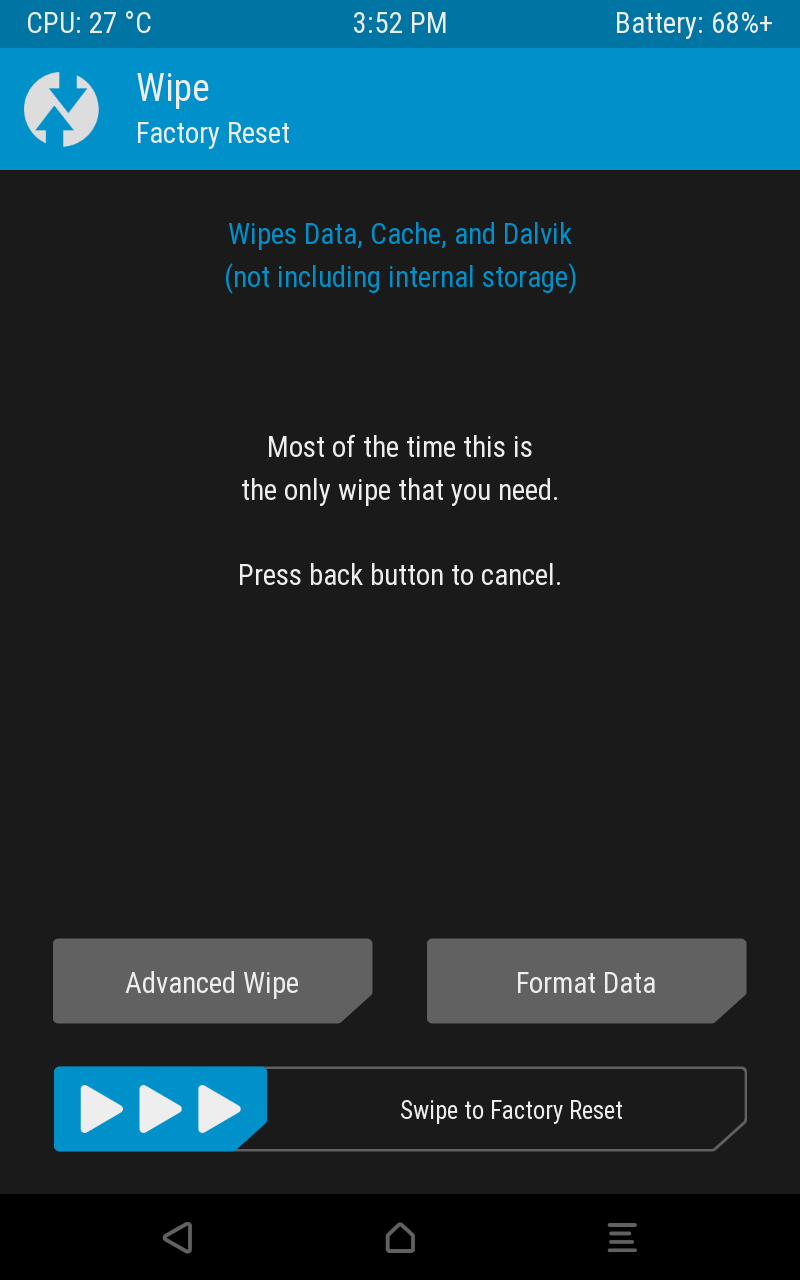 CPU: 27 °C 3:52 PM Battery: 68%+
Wipe
Factory Reset
Wipes Data, Cache, and Dalvik
(not including internal storage)
Most of the time this is
the only wipe that you need.
Press back button to cancel.
Advanced Wipe Format Data
Swipe to Factory Reset